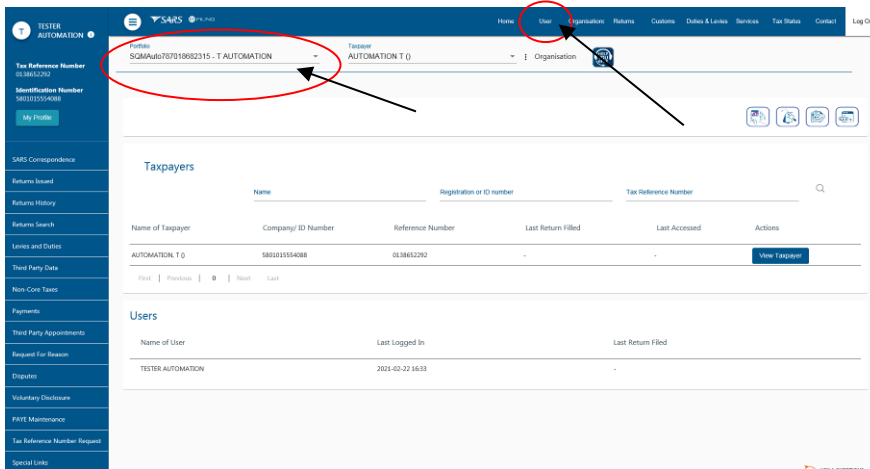 T
TESTER
AUTOMATION
Tax Reference Number
0138652292
Identification Number
5801015554088
My Profile
SARS Correspondence
Returns Issued
Returns History
Returns Search
Levies and Duties
Third Party Data
Non-Core Taxes
Payments
Third Party Appointments
Request For Reason
Disputes
Voluntary Disclosure
PAYE Maintenance
Tax Reference Number Request
Special Links
SARS eFILING
Home User Organisations Returns Customs Duties & Levies Services Tax Status Contact Log Ou
Portfolio Taxpayer
SQMAuto787018682315 - T AUTOMATION AUTOMATION T () Organisation
Taxpayers
Name Registration or ID number Tax Reference Number
Name of Taxpayer Company/ ID Number Reference Number Last Return Filled Last Accessed Actions
AUTOMATION. T () 5801015554088 0138652292 - - View Taxpayer
First | Previous | 0 | Next Last
Users
Name of User Last Logged In Last Return Filed
TESTER AUTOMATION 2021-02-22 16:33 -